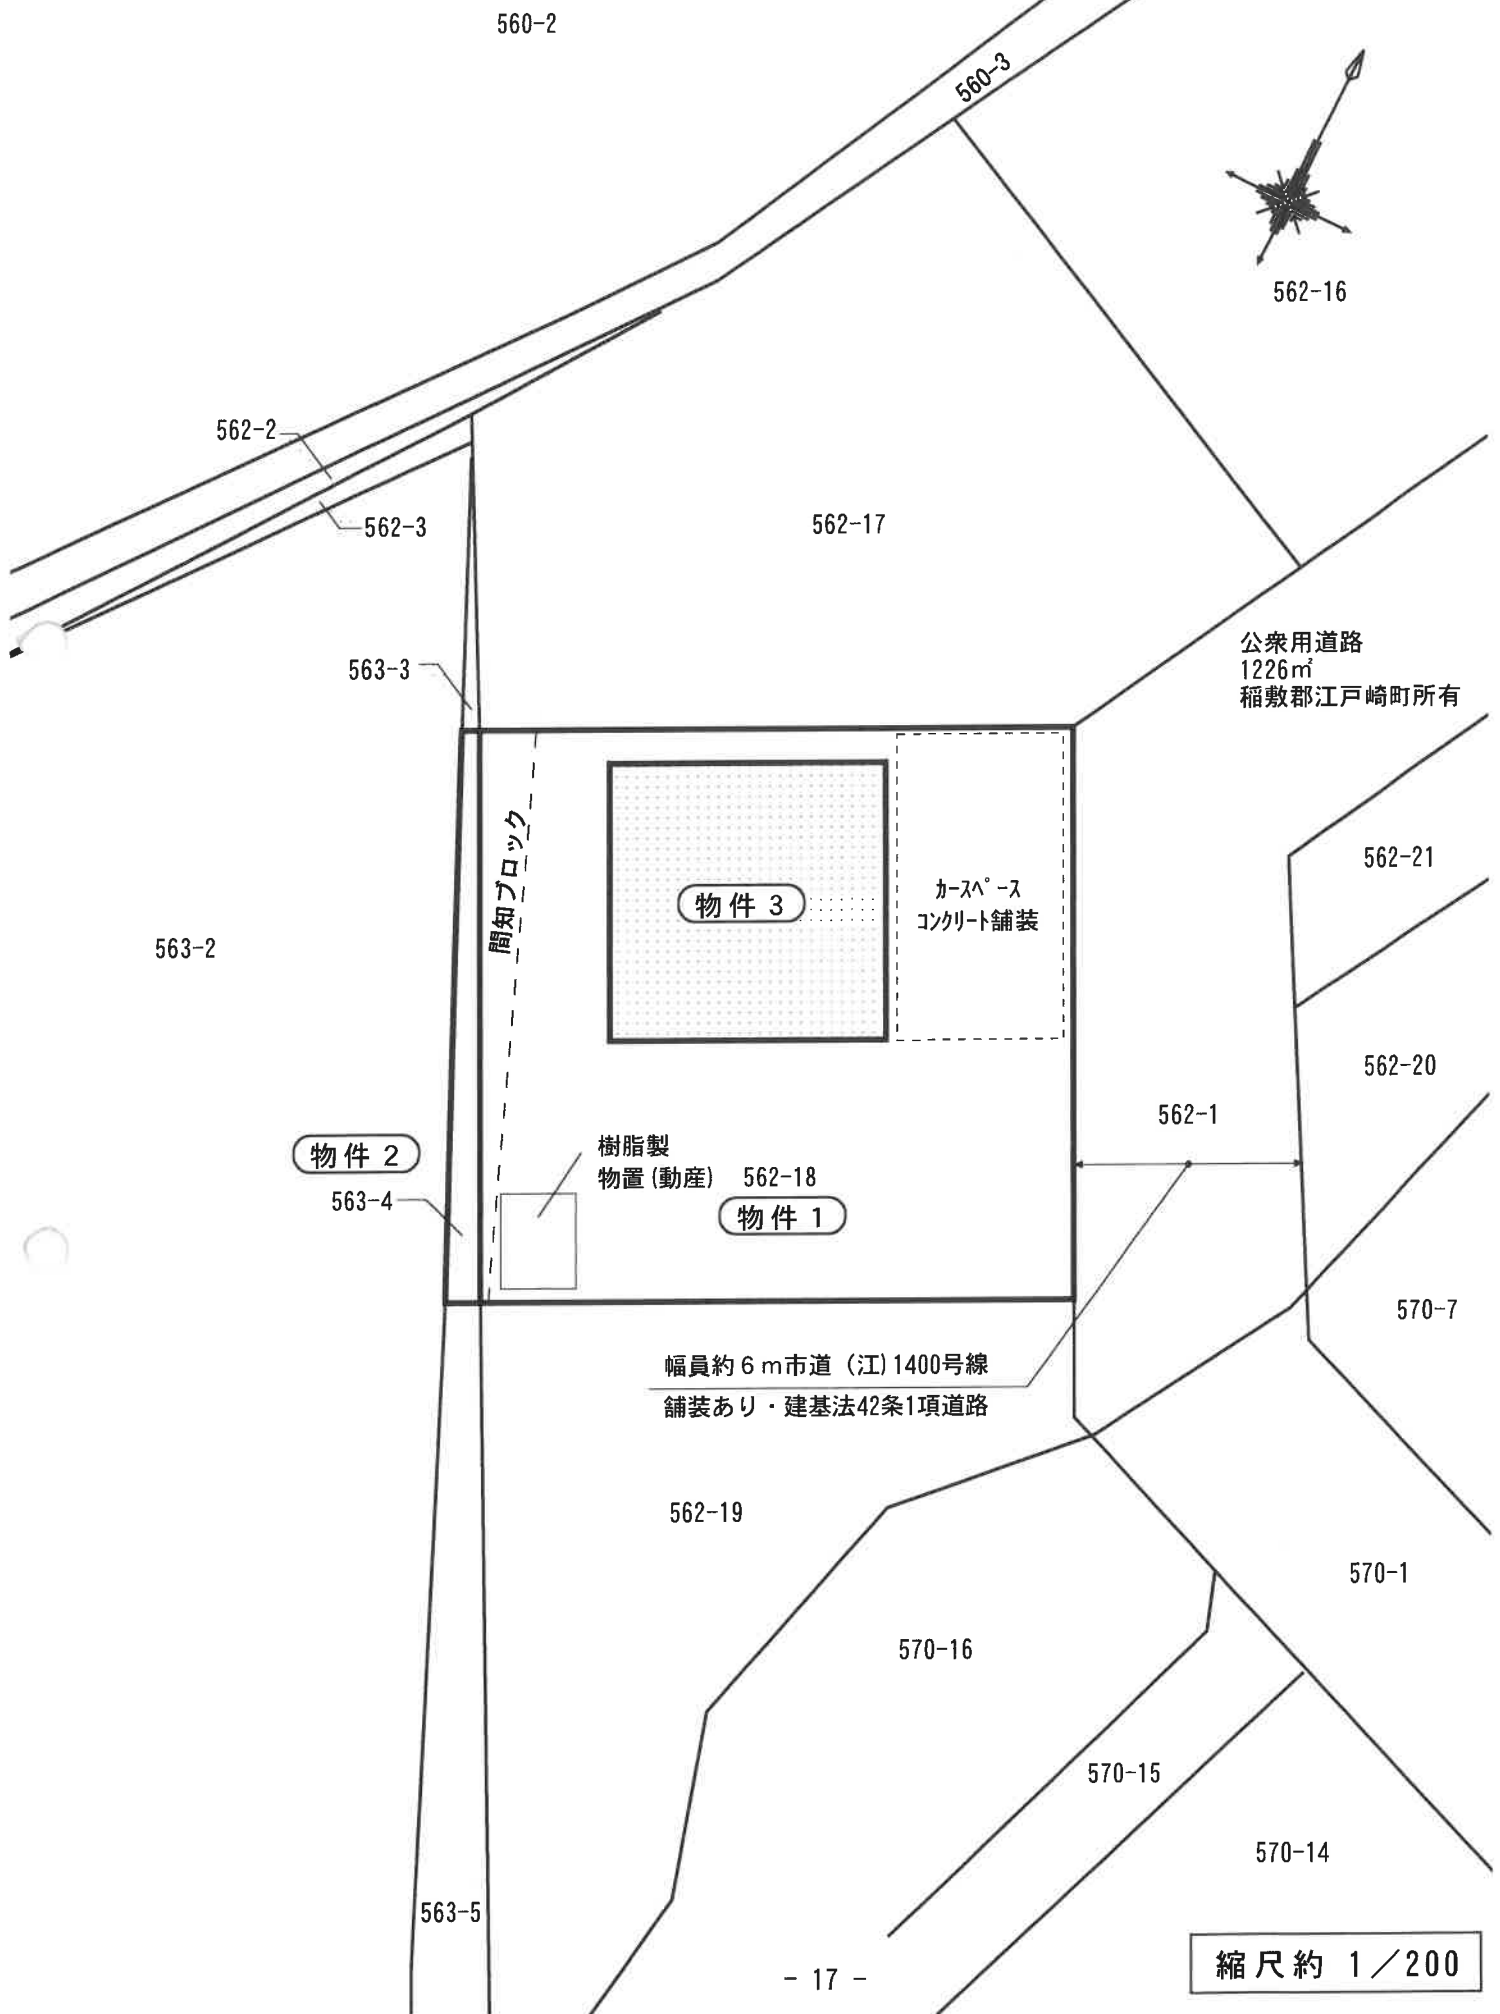 560-2
560-3
562-16
562-2
562-3
562-17
公衆用道路
1226㎡
稲敷郡江戸崎町所有
563-3
間知ブロック
物件 3
カースペース
コンクリート舗装
562-21
563-2
562-20
562-1
物件 2
563-4
樹脂製
物置(動産)
562-18
物件 1
570-7
幅員約6m市道（江)1400号線
舗装あり・建基法42条1項道路
562-19
570-1
570-16
570-15
570-14
563-5
縮尺約 1／200
- 17 -